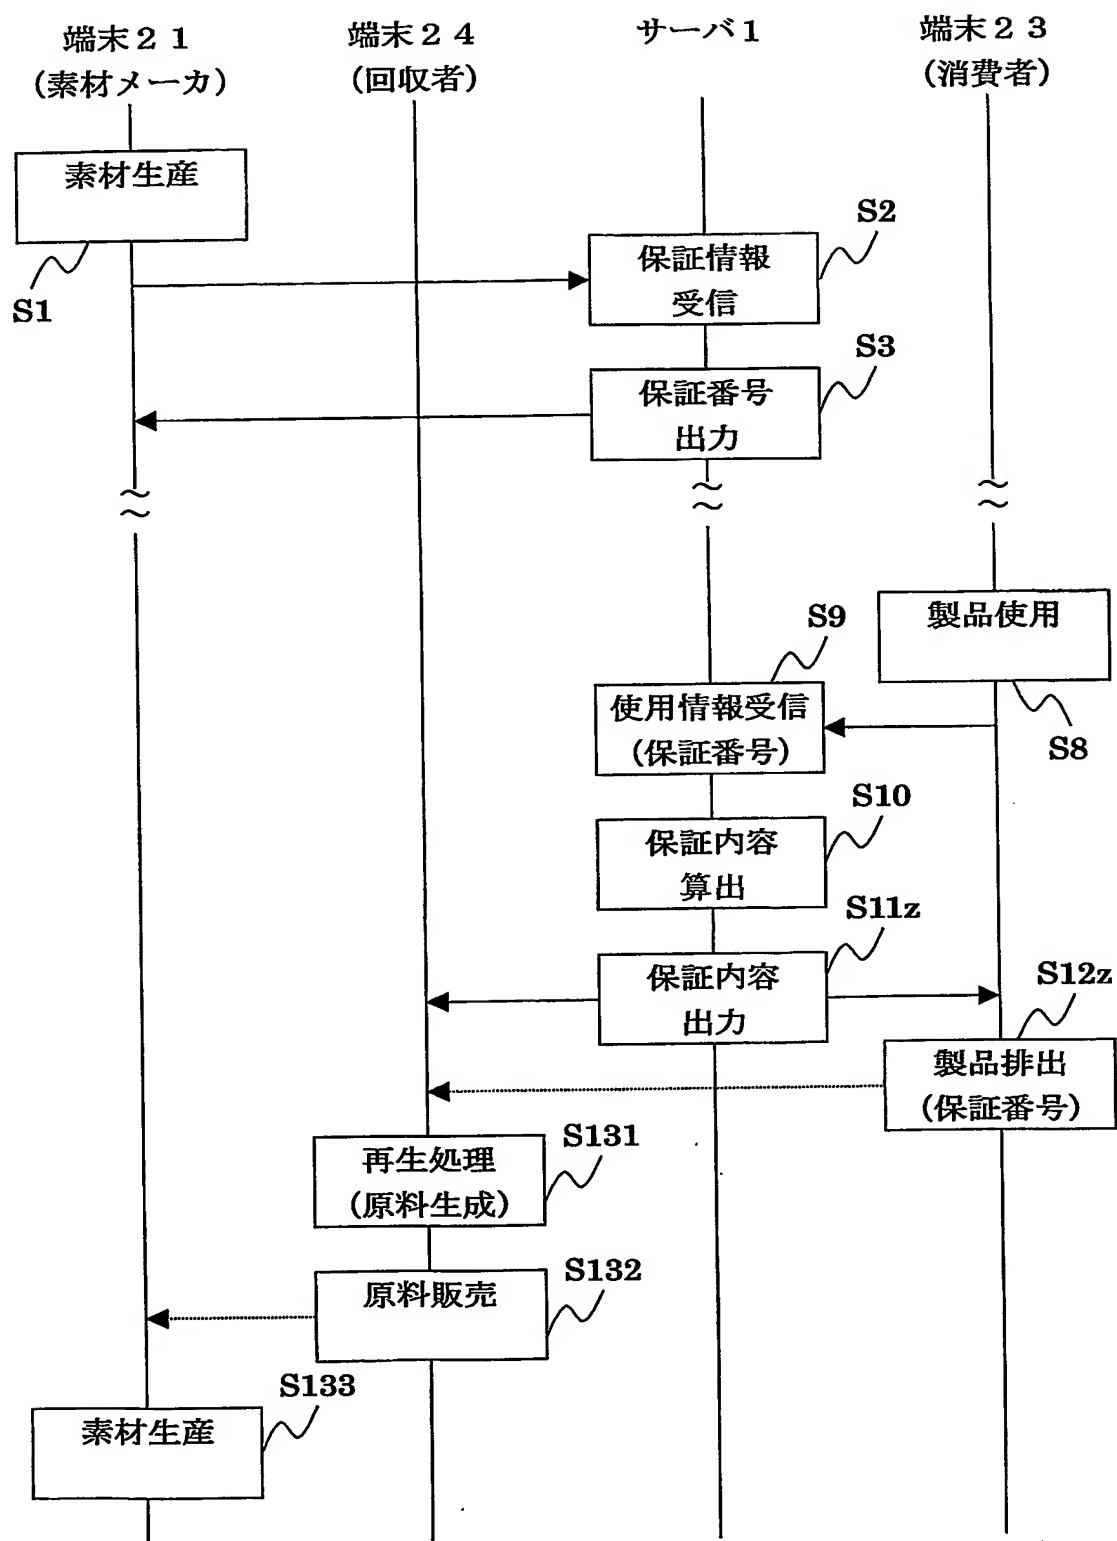 端末２１
(素材メーカ)
端末２４
(回収者)
サーバ１
端末２３
(消費者)
素材生産
S1
S2
保証情報
受信
S3
保証番号
出力
製品使用
S8
S9
使用情報受信
(保証番号)
S10
保証内容
算出
S11z
保証内容
出力
S12z
製品排出
(保証番号)
S131
再生処理
(原料生成)
S132
原料販売
S133
素材生産